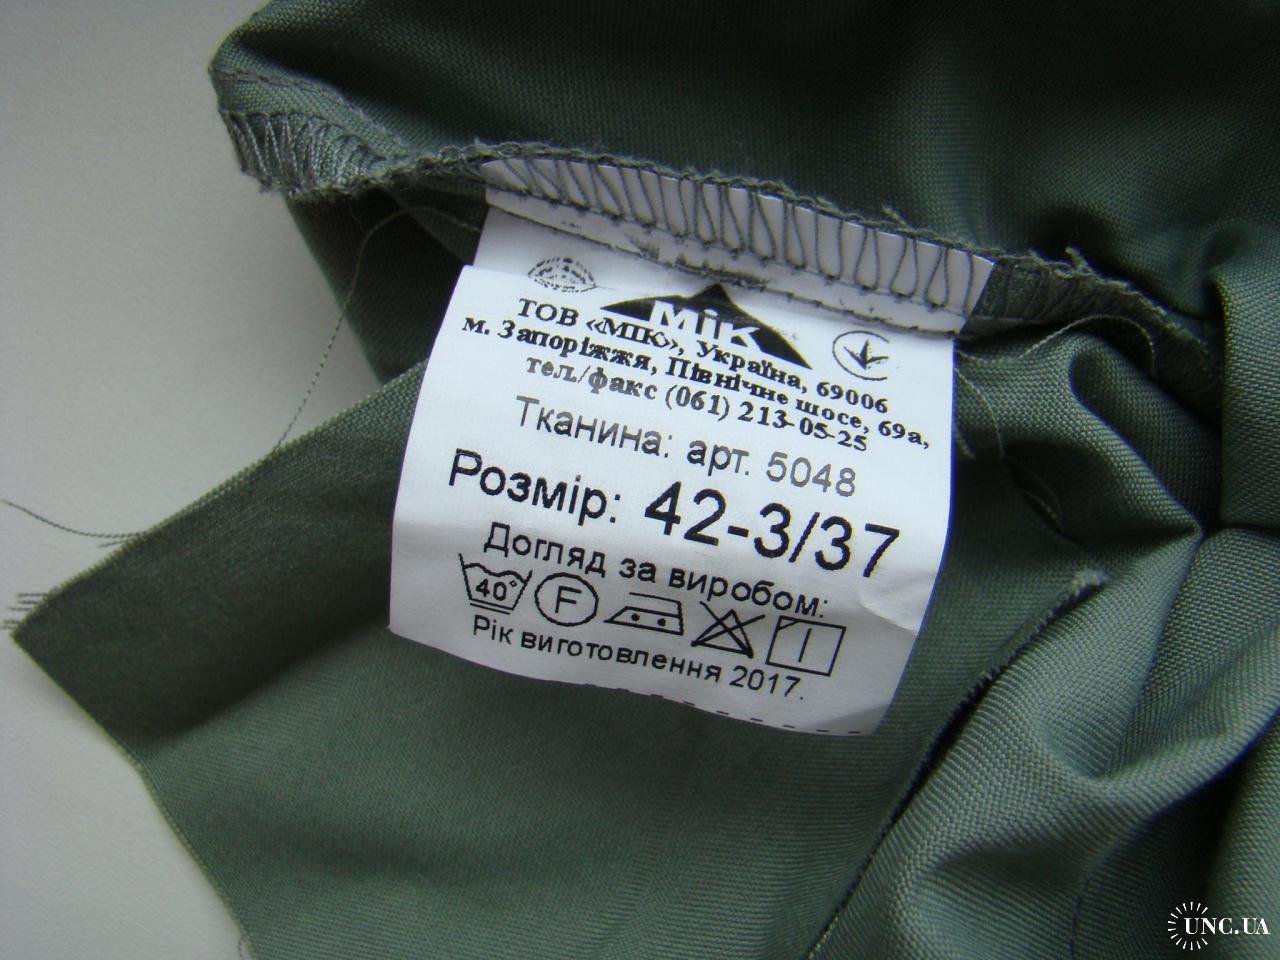 МіК
ТОВ «МІК», Україна, 69006
м. Запоріжжя, Північне шосе, 69а,
тел./факс (061) 213-05-25
Тканина: арт. 5048
Розмір: 42-3/37
Догляд за виробом:
40° F
Рік виготовлення 2017.
UNC.UA